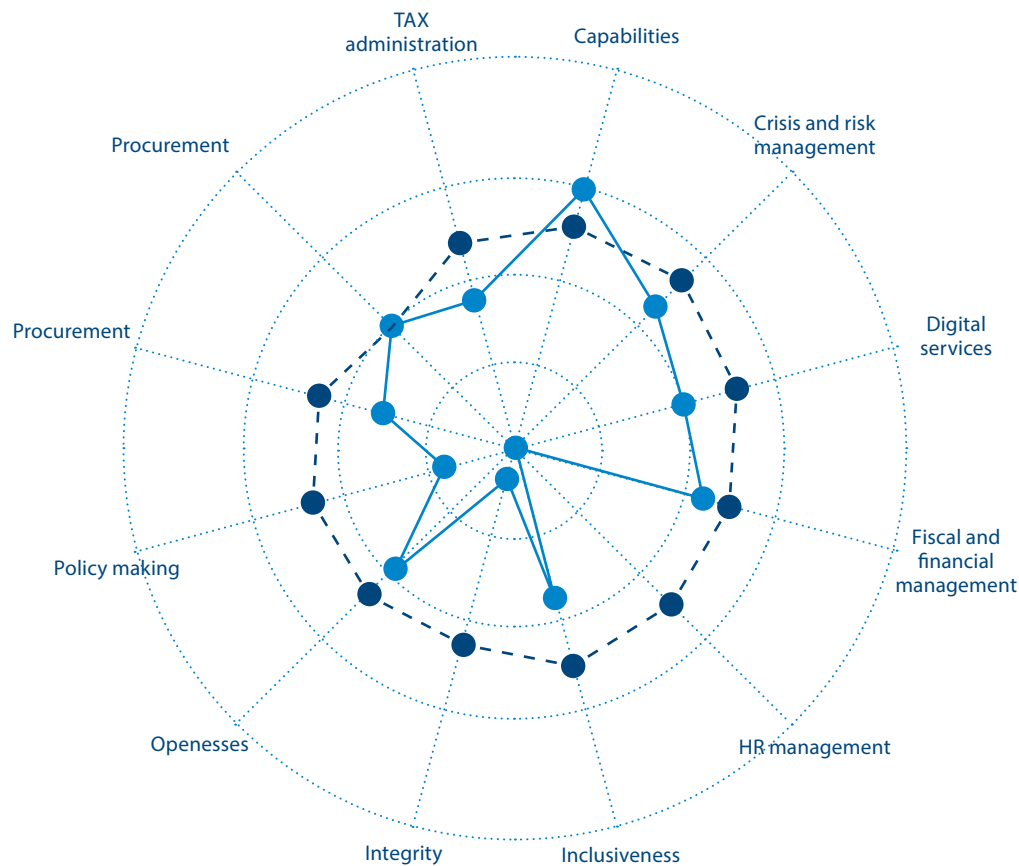 TAX
administration
Capabilities
Crisis and risk
management
Digital
services
Fiscal and
financial
management
HR management
Inclusiveness
Integrity
Openesses
Policy making
Procurement
Procurement